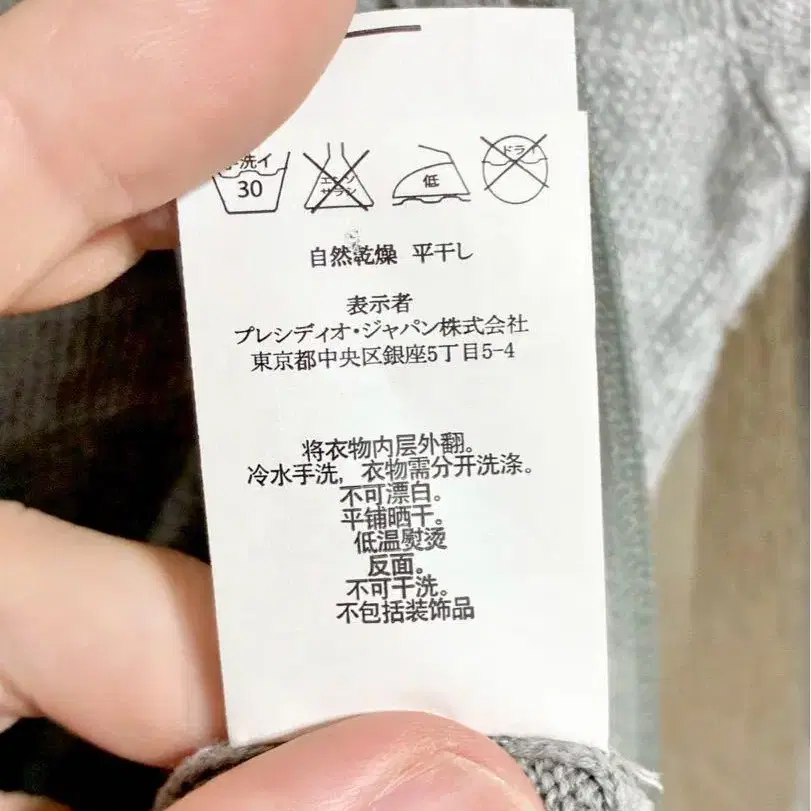 手洗イ
30
エンソ
サラシ
低
ドライ
自然乾燥 平干し
表示者
プレシディオ・ジャパン株式会社
東京都中央区銀座5丁目5-4
将衣物内层外翻。
冷水手洗, 衣物需分开洗涤。
不可漂白。
平铺晒干。
低温熨烫
反面。
不可干洗。
不包括装饰品